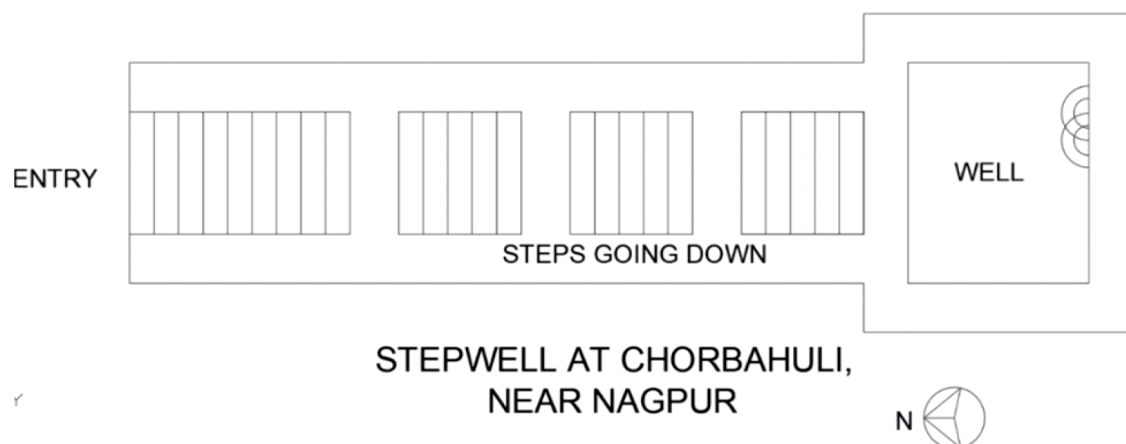 ENTRY
WELL
STEPS GOING DOWN
STEPWELL AT CHORBAHULI,
NEAR NAGPUR
Y
N